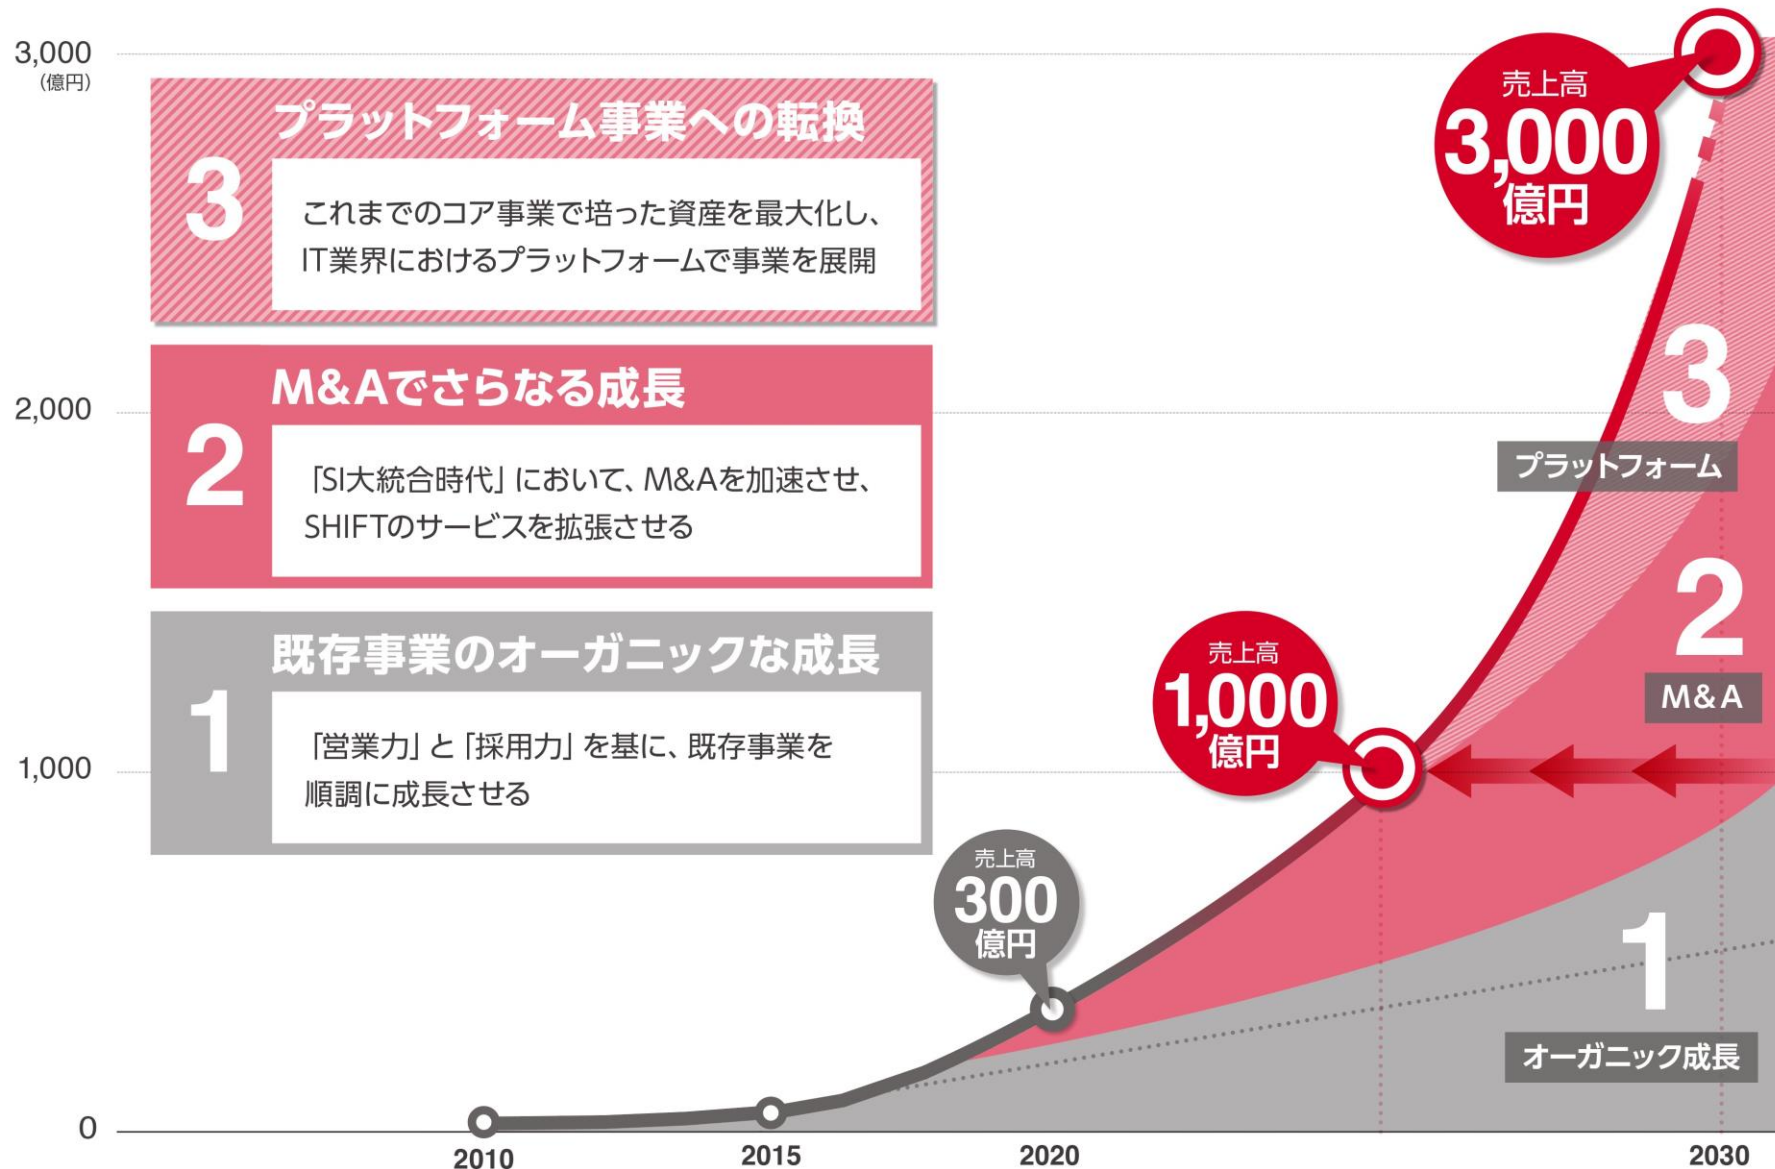 3,000
(億円)
2,000
1,000
0
3
プラットフォーム事業への転換
これまでのコア事業で培った資産を最大化し、
IT業界におけるプラットフォームで事業を展開
2
M&Aでさらなる成長
「SI大統合時代」において、M&Aを加速させ、
SHIFTのサービスを拡張させる
1
既存事業のオーガニックな成長
「営業力」と「採用力」を基に、既存事業を
順調に成長させる
売上高
300
億円
売上高
1,000
億円
売上高
3,000
億円
3
プラットフォーム
2
M&A
1
オーガニック成長
2010
2015
2020
2030